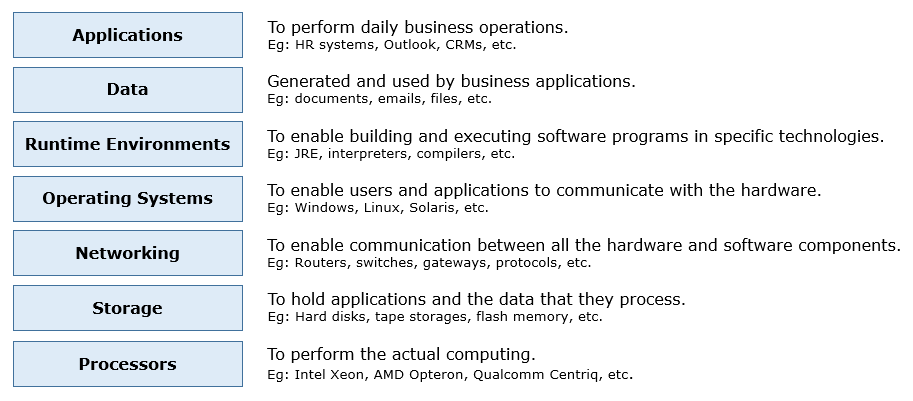 Applications
To perform daily business operations.
Eg: HR systems, Outlook, CRMs, etc.
Data
Generated and used by business applications.
Eg: documents, emails, files, etc.
Runtime Environments
To enable building and executing software programs in specific technologies.
Eg: JRE, interpreters, compilers, etc.
Operating Systems
To enable users and applications to communicate with the hardware.
Eg: Windows, Linux, Solaris, etc.
Networking
To enable communication between all the hardware and software components.
Eg: Routers, switches, gateways, protocols, etc.
Storage
To hold applications and the data that they process.
Eg: Hard disks, tape storages, flash memory, etc.
Processors
To perform the actual computing.
Eg: Intel Xeon, AMD Opteron, Qualcomm Centriq, etc.